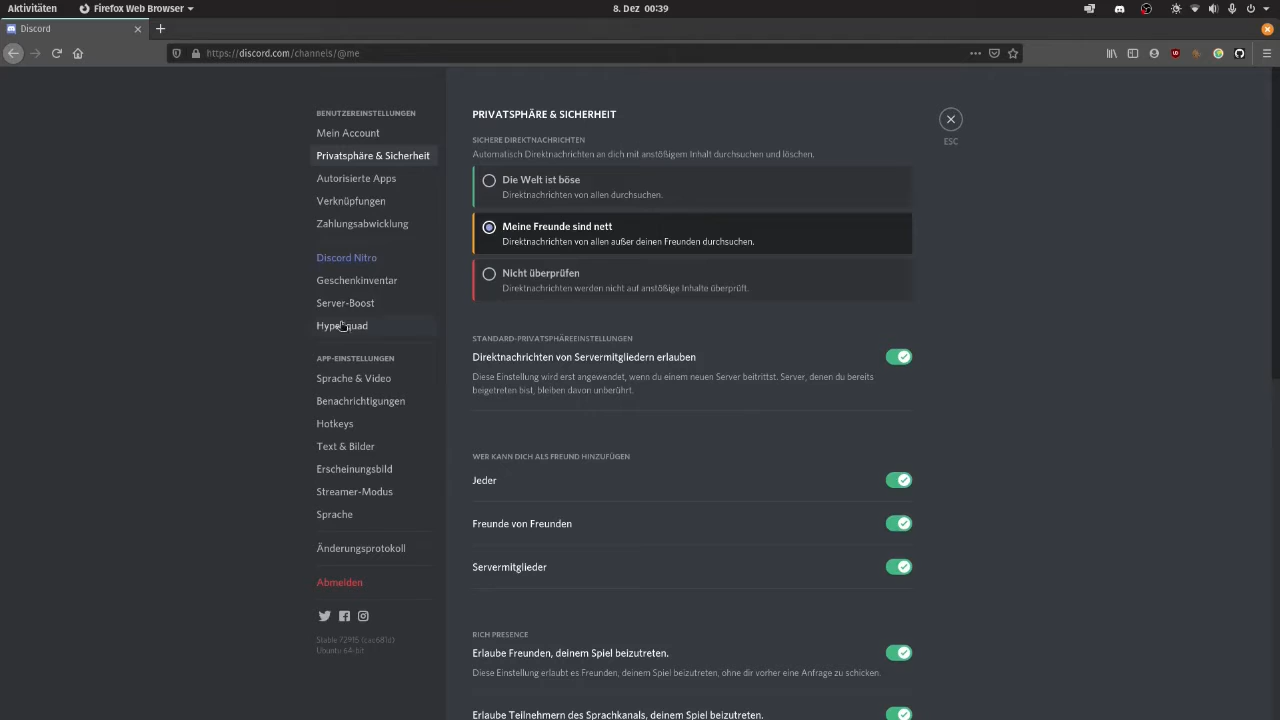 Aktivitäten
Firefox Web Browser
8. Dez 00:39
Discord
https://discord.com/channels/@me
BENUTZEREINSTELLUNGEN
Mein Account
Privatsphäre & Sicherheit
Autorisierte Apps
Verknüpfungen
Zahlungsabwicklung
Discord Nitro
Geschenkinventar
Server-Boost
HypeSquad
APP-EINSTELLUNGEN
Sprache & Video
Benachrichtigungen
Hotkeys
Text & Bilder
Erscheinungsbild
Streamer-Modus
Sprache
Änderungsprotokoll
Abmelden
Stable 72915 (cac681d)
Ubuntu 64-bit
PRIVATSPHÄRE & SICHERHEIT
ESC
SICHERE DIREKTNACHRICHTEN
Automatisch Direktnachrichten an dich mit anstößigem Inhalt durchsuchen und löschen.
Die Welt ist böse
Direktnachrichten von allen durchsuchen.
Meine Freunde sind nett
Direktnachrichten von allen außer deinen Freunden durchsuchen.
Nicht überprüfen
Direktnachrichten werden nicht auf anstößige Inhalte überprüft.
STANDARD-PRIVATSPHÄREEINSTELLUNGEN
Direktnachrichten von Servermitgliedern erlauben
Diese Einstellung wird erst angewendet, wenn du einem neuen Server beitrittst. Server, denen du bereits
beigetreten bist, bleiben davon unberührt.
WER KANN DICH ALS FREUND HINZUFÜGEN
Jeder
Freunde von Freunden
Servermitglieder
RICH PRESENCE
Erlaube Freunden, deinem Spiel beizutreten.
Diese Einstellung erlaubt es Freunden, deinem Spiel beizutreten, ohne dir vorher eine Anfrage zu schicken.
Erlaube Teilnehmern des Sprachkanals, deinem Spiel beizutreten.